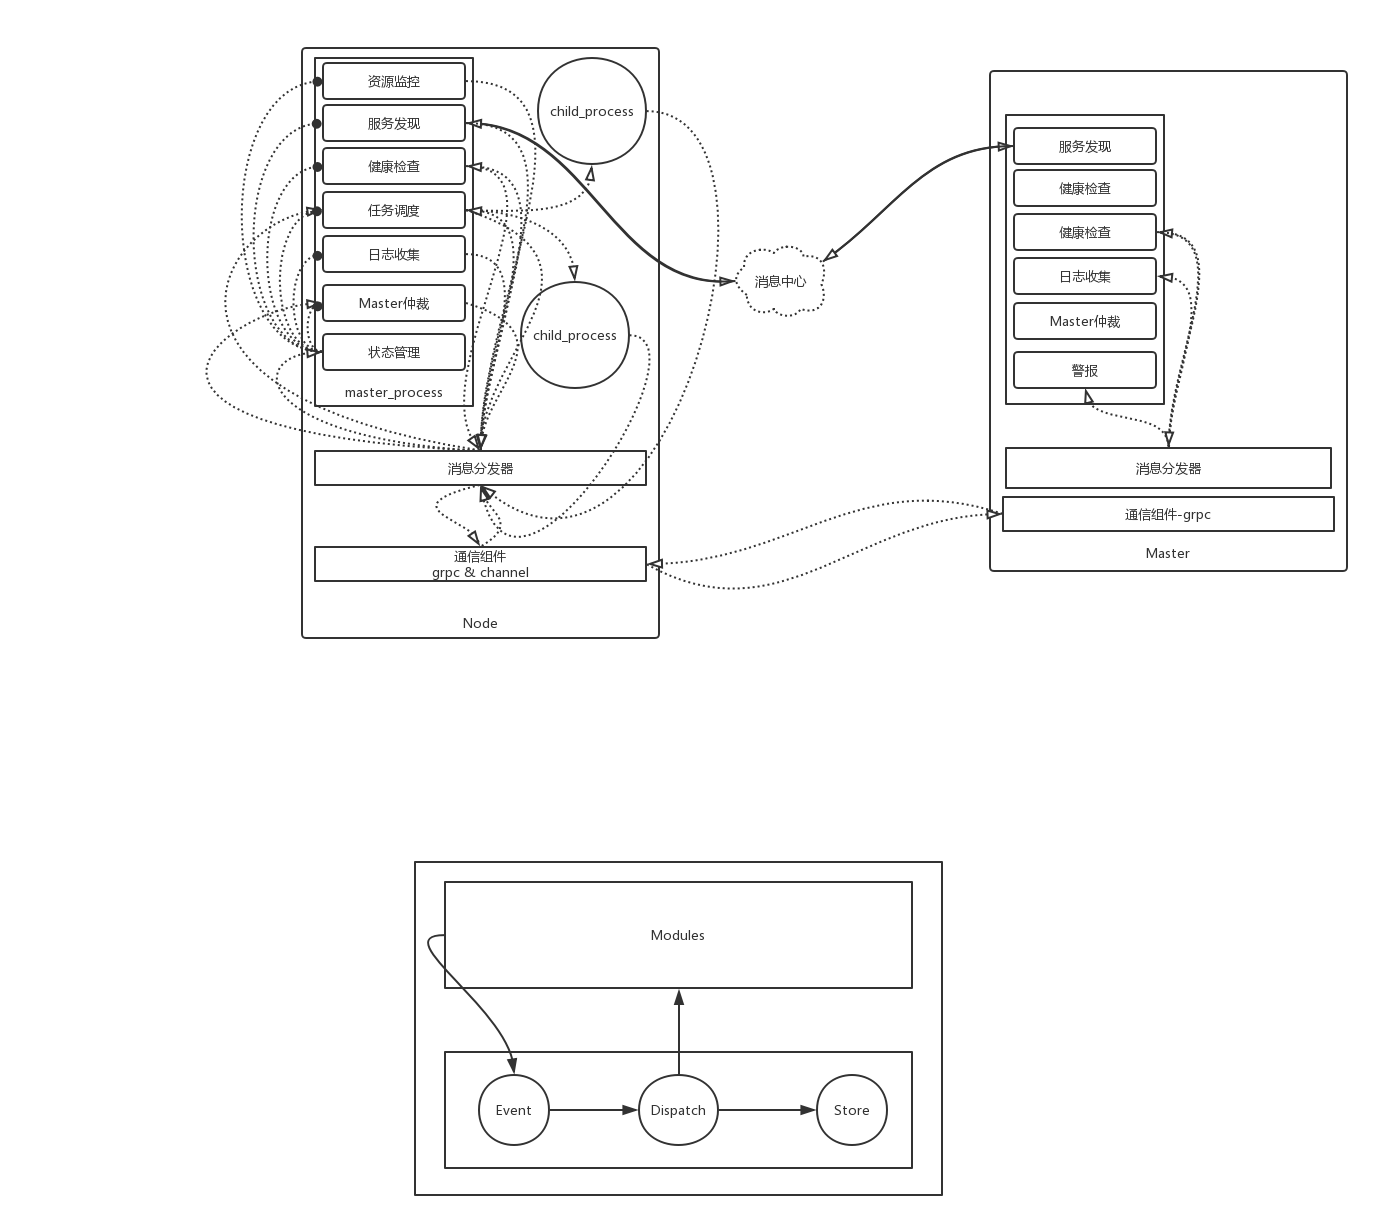 资源监控
服务发现
健康检查
任务调度
日志收集
Master仲裁
状态管理
master_process
child_process
child_process
消息分发器
通信组件
grpc & channel
Node
消息中心
服务发现
健康检查
健康检查
日志收集
Master仲裁
警报
消息分发器
通信组件-grpc
Master
Modules
Event
Dispatch
Store